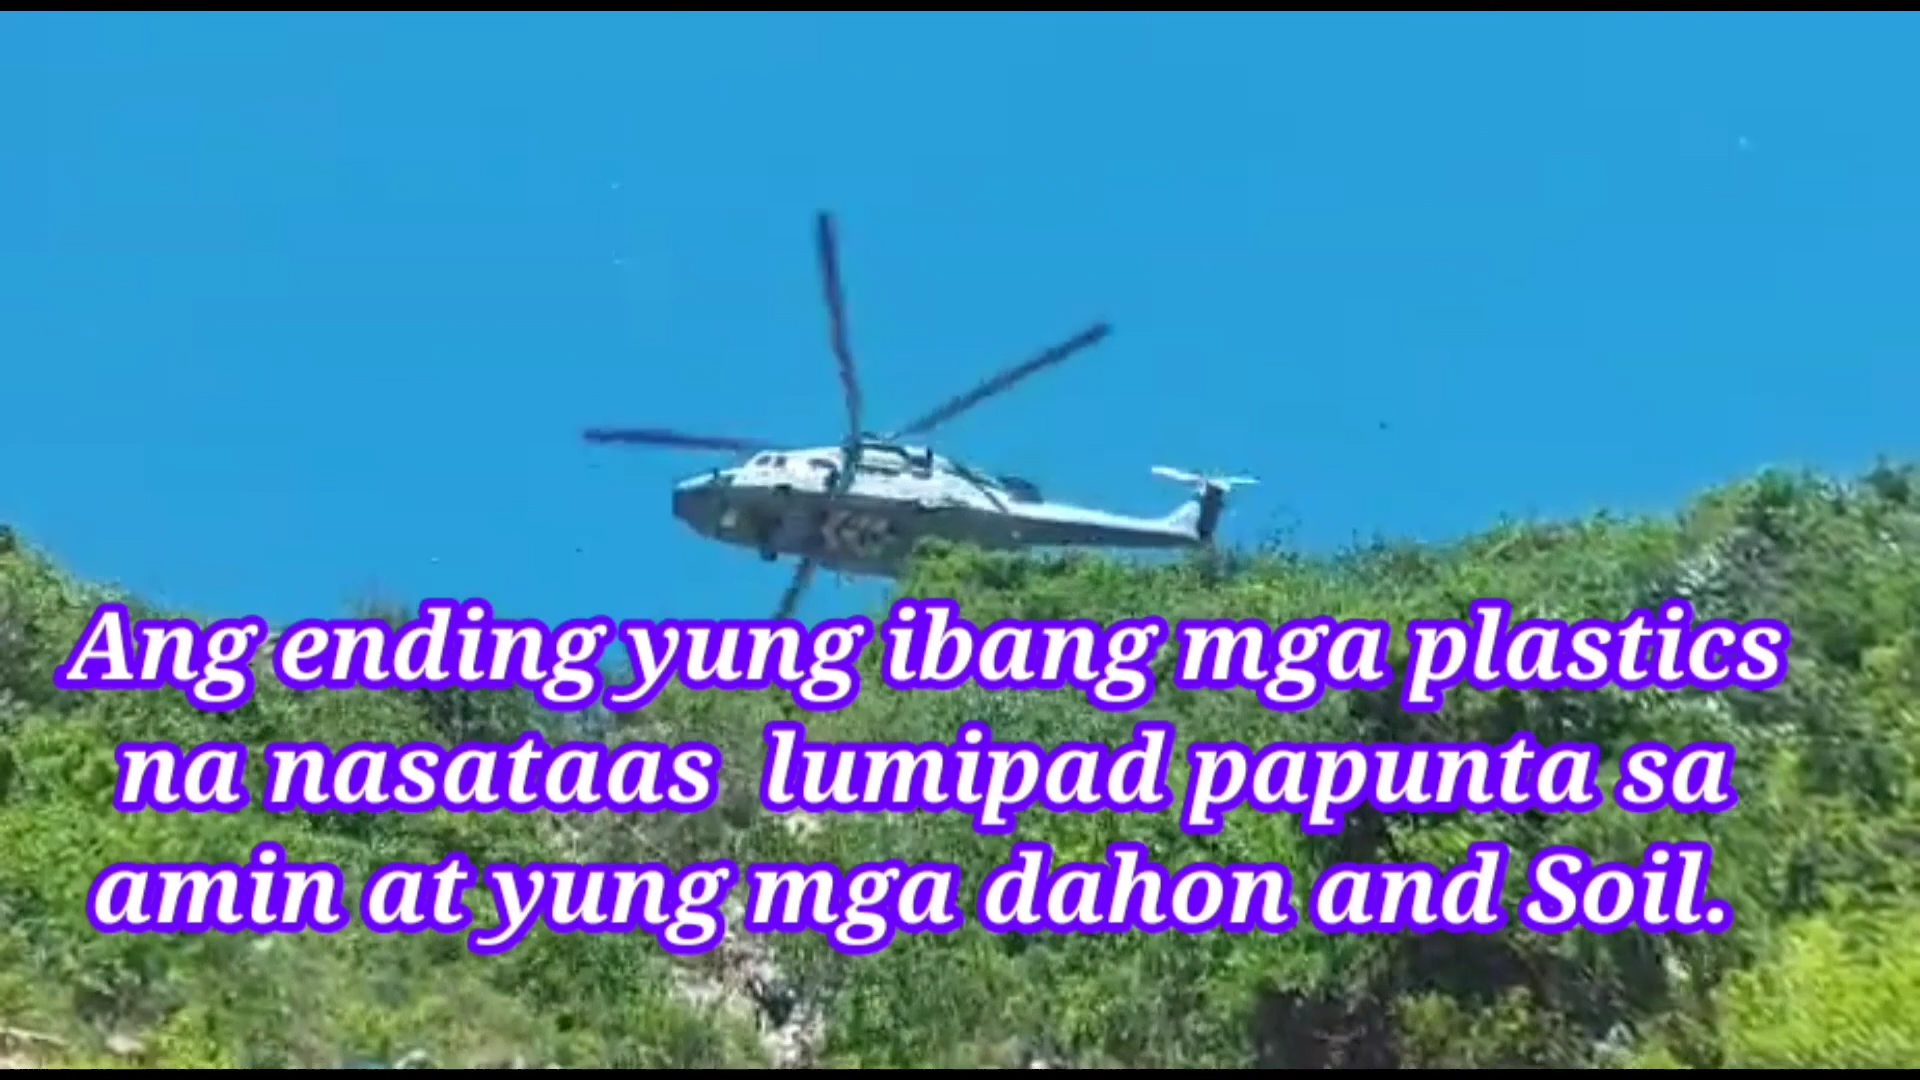 Ang ending yung ibang mga plastics
na nasataas lumipad papunta sa
amin at yung mga dahon and Soil.